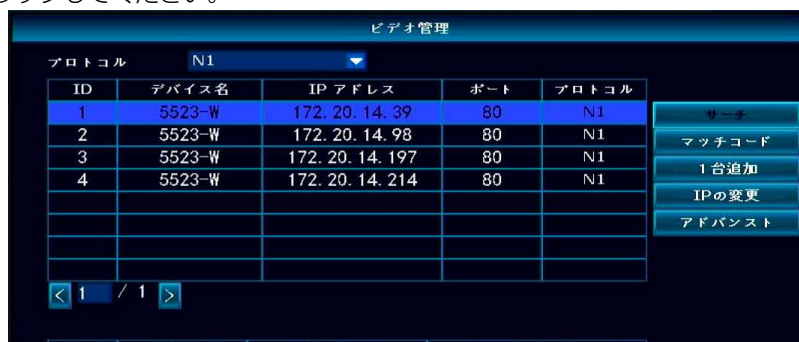 ックしてください。
ビデオ管理
プロトコル N1
ID デバイス名 IP アドレス ポート プロトコル
1 5523-W 172. 20. 14. 39 80 N1
2 5523-W 172. 20. 14. 98 80 N1
3 5523-W 172. 20. 14. 197 80 N1
4 5523-W 172. 20. 14. 214 80 N1
サーチ
マッチコード
1台追加
IPの変更
アドバンスト
< 1 / 1 >